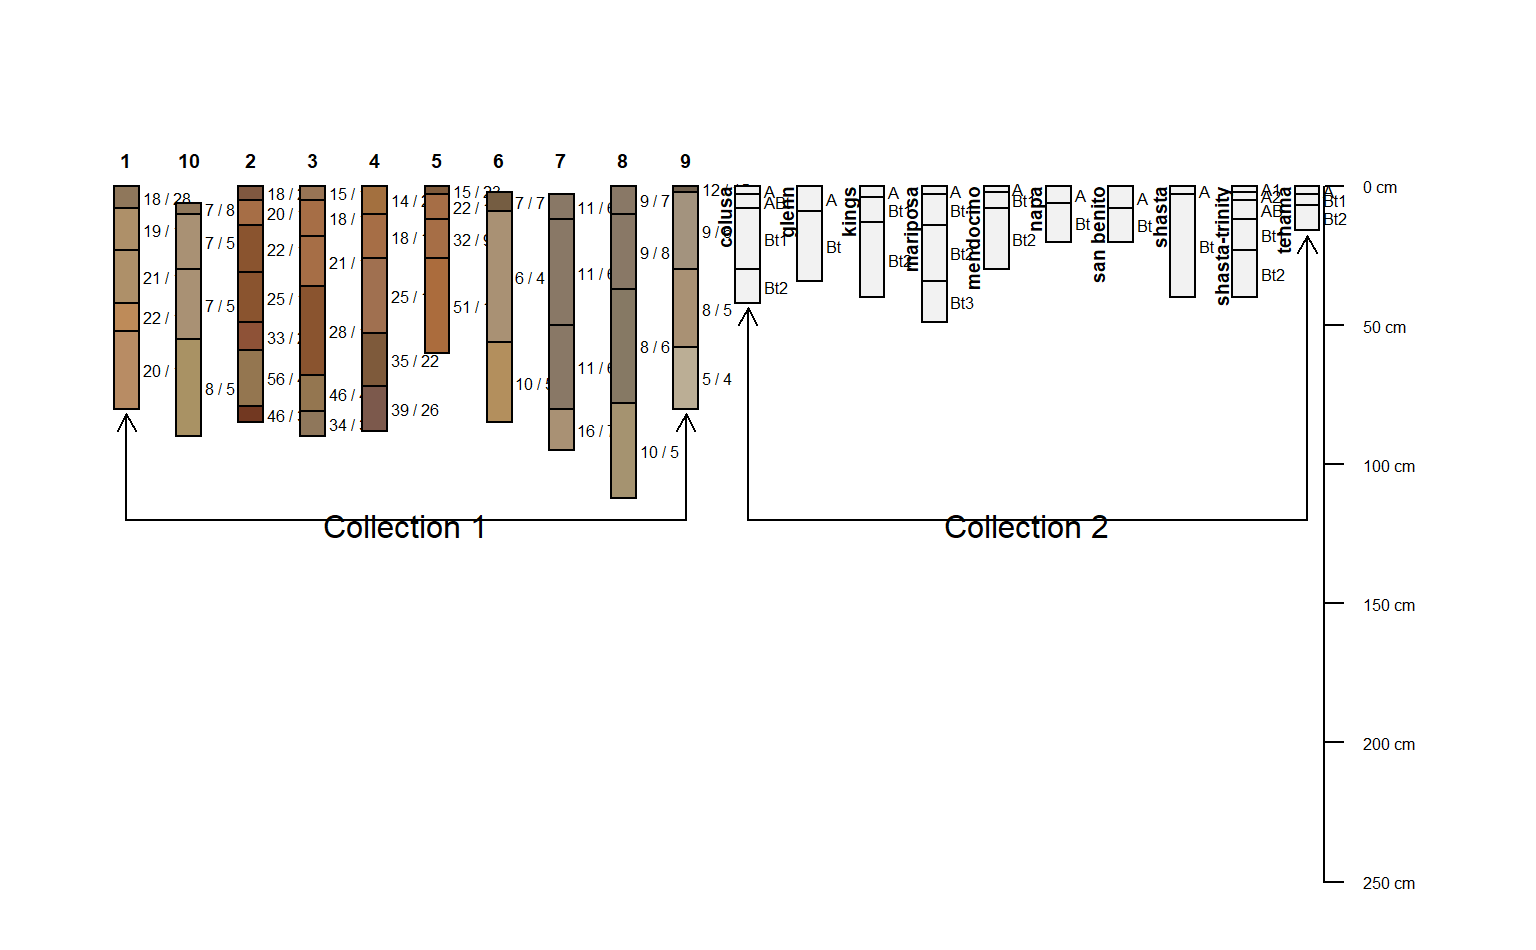 1 10 2 3 4 5 6 7 8 9
18 / 28
19 /
21 /
22 /
20 /
7 / 8
7 / 5
7 / 5
8 / 5
18 /
20 /
22 /
25 /
33 /
56 /
46 /
15 /
18 /
21 /
28 /
46 /
34 /
14 /
18 /
25 /
35 / 22
39 / 26
15 /
22 /
32 /
51 /
7 / 7
6 / 4
10 / 5
11 / 6
11 / 6
11 / 6
16 / 7
9 / 7
9 / 8
8 / 6
10 / 5
12 /
9 /
8 / 5
5 / 4
Collection 1
colusa
A
AB
Bt1
Bt2
glenn
A
Bt
kings
A
Bt1
Bt2
mariposa
A
Bt1
Bt2
Bt3
mendocino
A
Bt1
Bt2
napa
A
Bt
san benito
A
Bt
shasta
A
Bt
shasta-trinity
A1
A2
AB
Bt1
Bt2
tehama
A
Bt1
Bt2
Collection 2
0 cm
50 cm
100 cm
150 cm
200 cm
250 cm